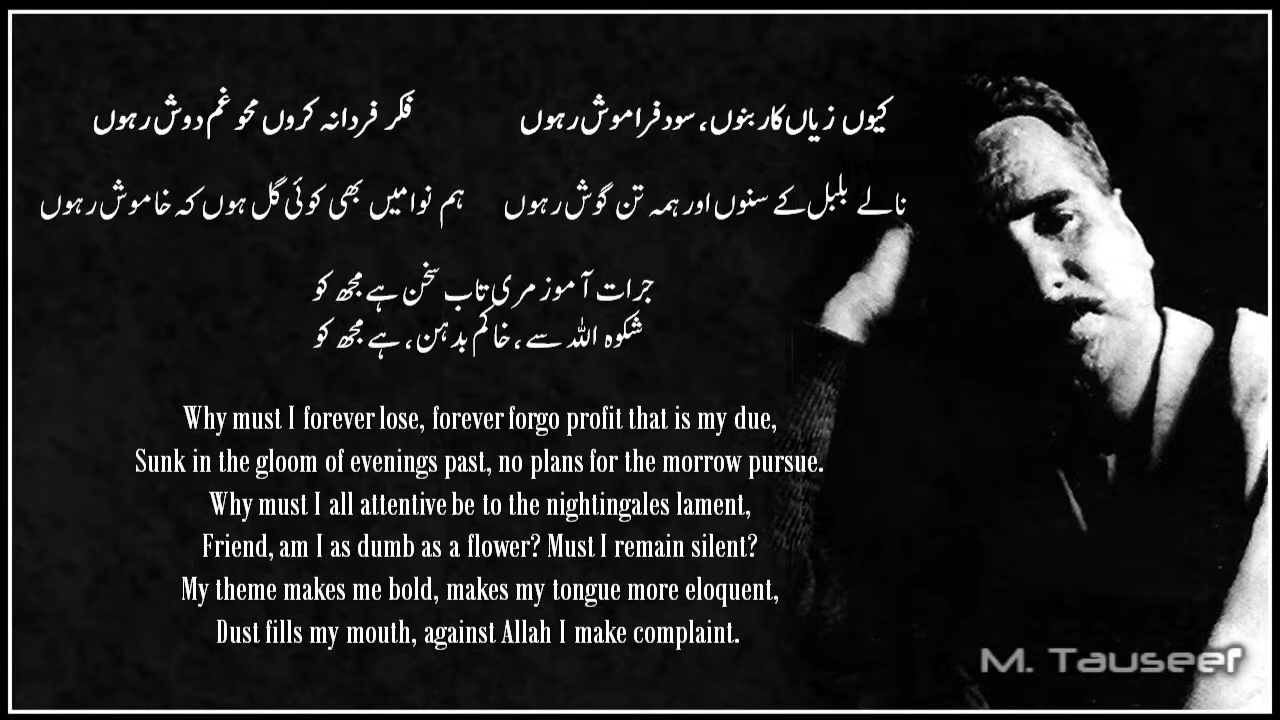 کیوں زیاں کار بنوں، سود فراموش رہوں
فکر فردا نہ کروں محو غم دوش رہوں
نالے بلبل کے سنوں اور ہمہ تن گوش رہوں
ہم نوا میں بھی کوئی گل ہوں کہ خاموش رہوں
جرات آموز مری تاب سخن ہے مجھ کو
شکوہ اللہ سے، خاکم بدہن، ہے مجھ کو
Why must I forever lose, forever forgo profit that is my due,
Sunk in the gloom of evenings past, no plans for the morrow pursue.
Why must I all attentive be to the nightingales lament,
Friend, am I as dumb as a flower? Must I remain silent?
My theme makes me bold, makes my tongue more eloquent,
Dust fills my mouth, against Allah I make complaint.
M. Tauseef